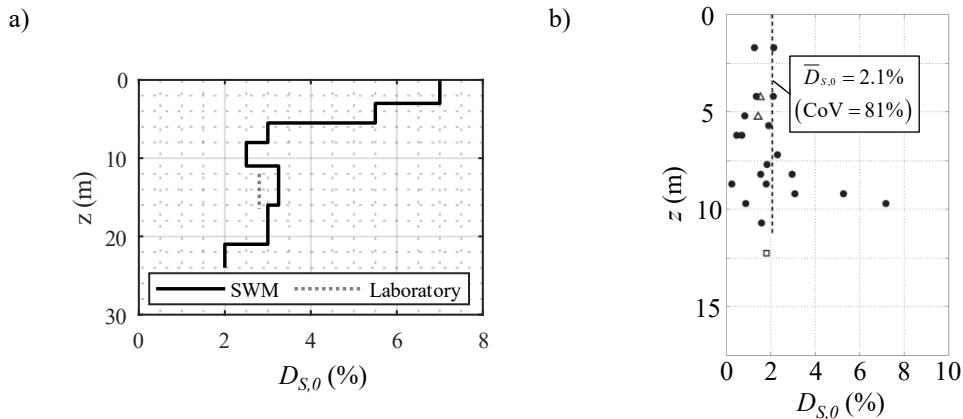 a)
0
10
20
30
z (m)
SWM
Laboratory
0 2 4 6 8
D_{S,0} (%)
b)
0
5
10
15
z (m)
D̅_{S,0} = 2.1%
(CoV = 81%)
0 2 4 6 8 10
D_{S,0} (%)